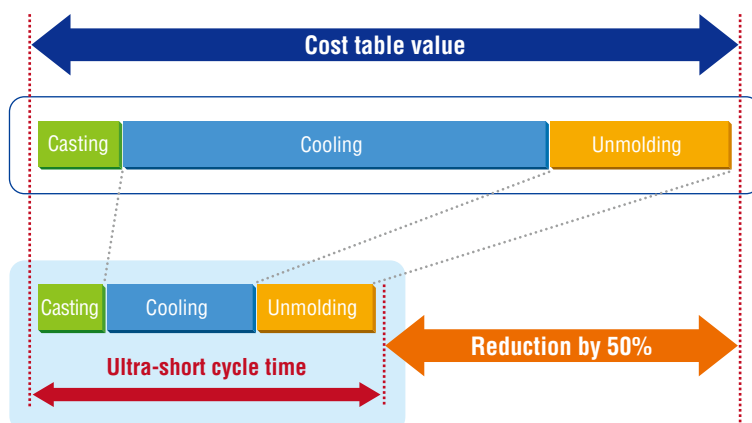 Cost table value
Casting
Cooling
Unmolding
Casting
Cooling
Unmolding
Ultra-short cycle time
Reduction by 50%